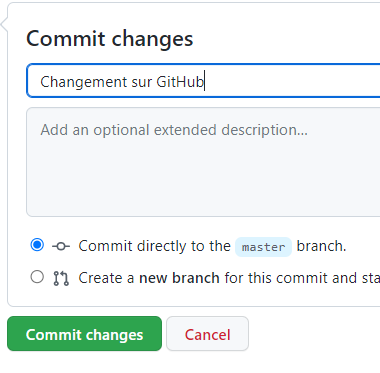 Commit changes
Changement sur GitHub
Add an optional extended description...
Commit directly to the master branch.
Create a new branch for this commit and sta
Commit changes
Cancel